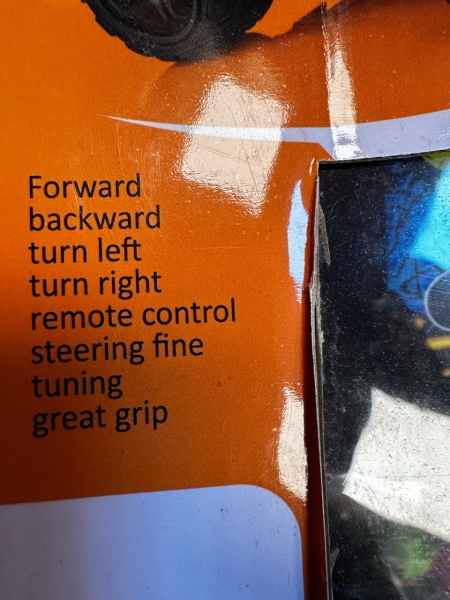 Forward
backward
turn left
turn right
remote control
steering fine
tuning
great grip